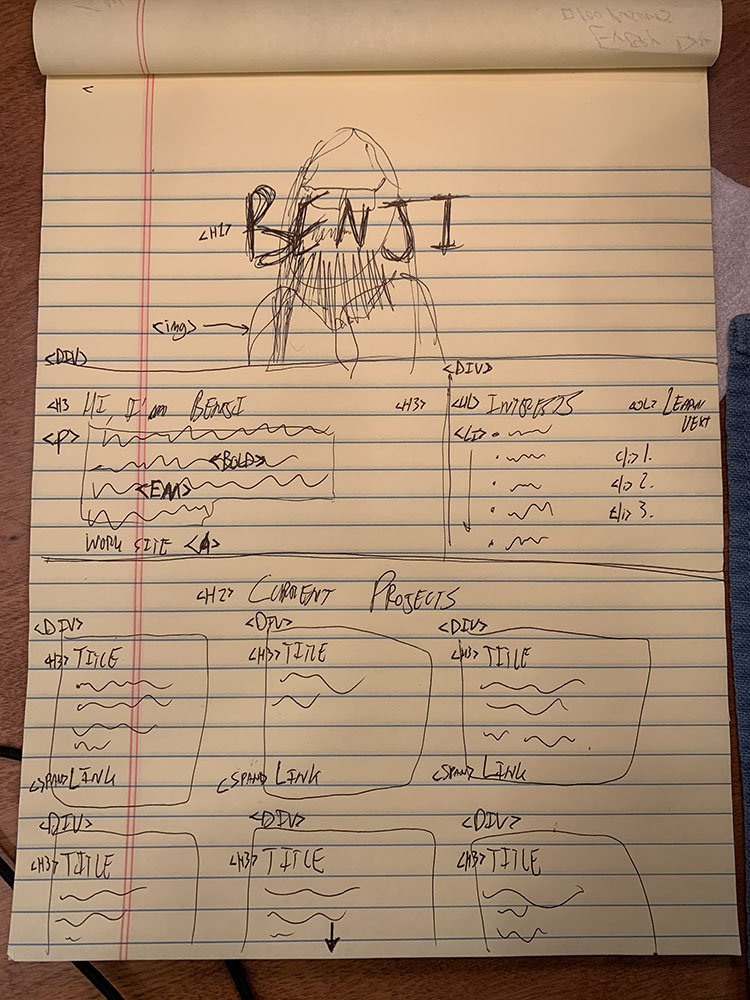 <
<H1> BENJI
<img>
<DIV>
<DIV>
<H3 HI, I'm BENJI
<P>
<BOLD>
<EM>
WORK SITE <A>
<H3> <UL> INTERESTS
<LI>
<OL> LEARN NEXT
<li> 1.
<li> 2.
<li> 3.
<H2> CURRENT PROJECTS
<DIV> <DIV> <DIV>
<H3> TITLE <H3> TITLE <H3> TITLE
<SPAN> LINK <SPAN> LINK <SPAN> LINK
<DIV> <DIV> <DIV>
<H3> TITLE <H3> TITLE <H3> TITLE